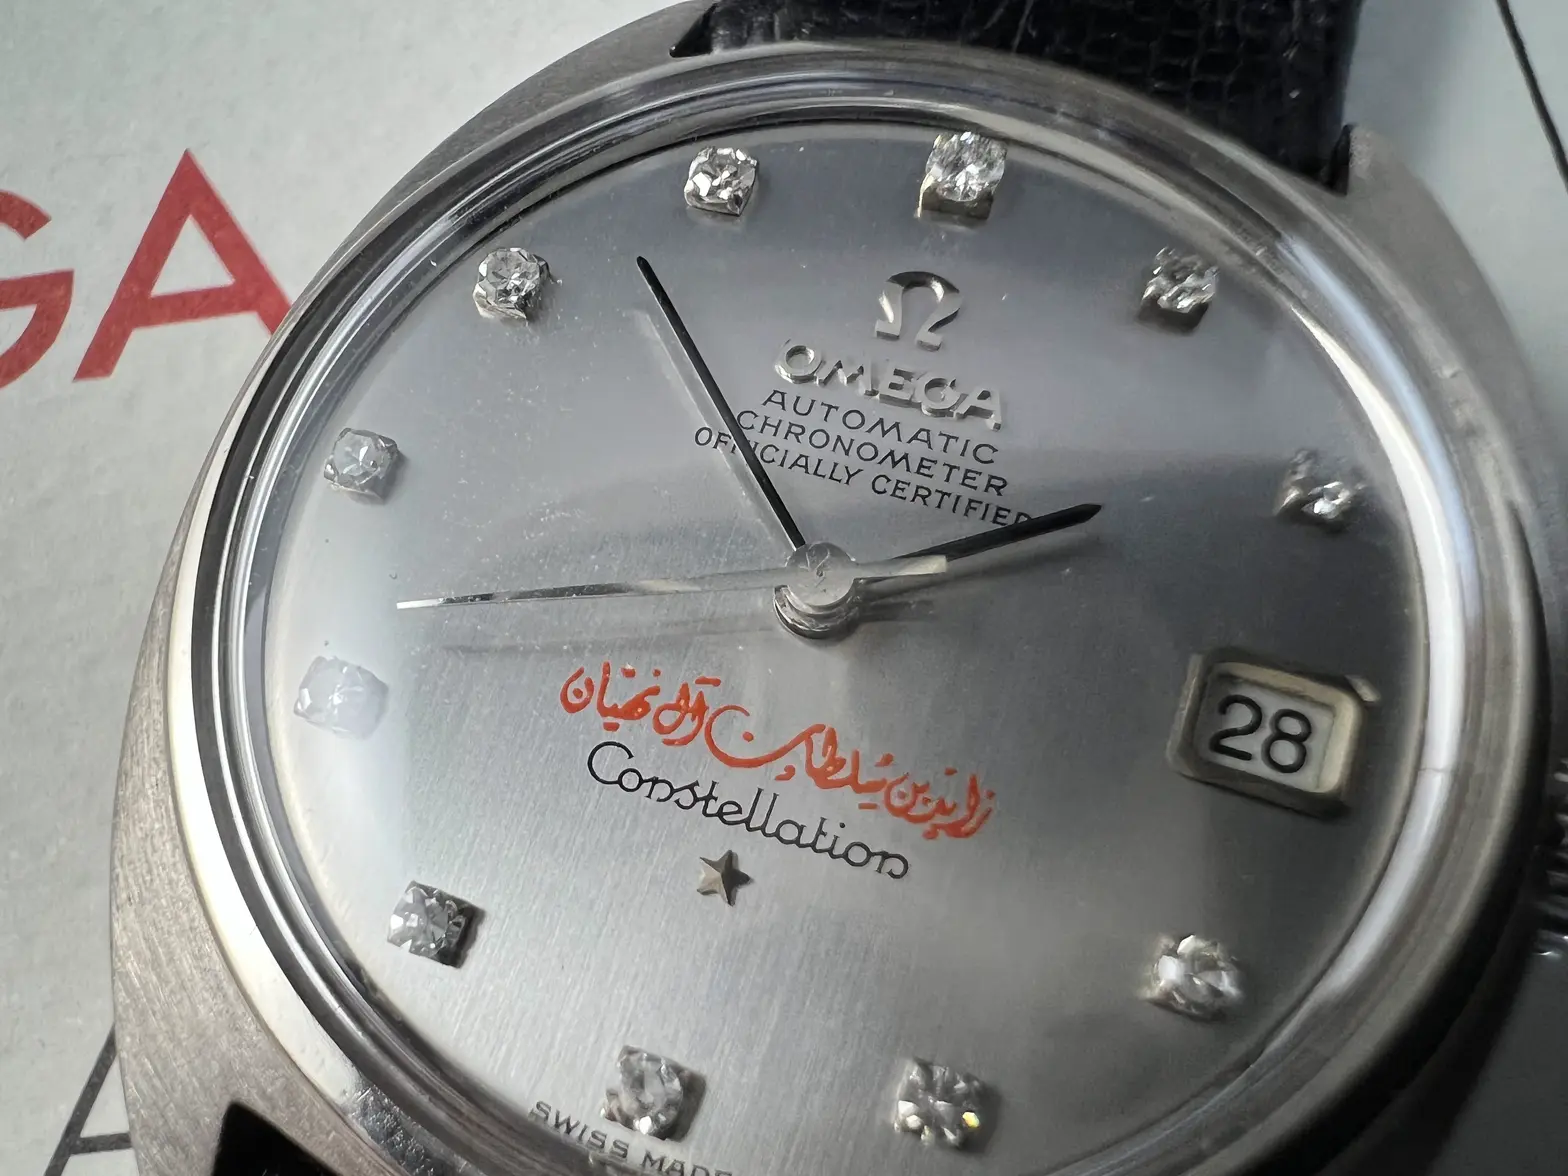 GA
Ω
OMEGA
AUTOMATIC
CHRONOMETER
OFFICIALLY CERTIFIED
زايد بن سلطان آل نهيان
Constellation
28
SWISS MADE
A